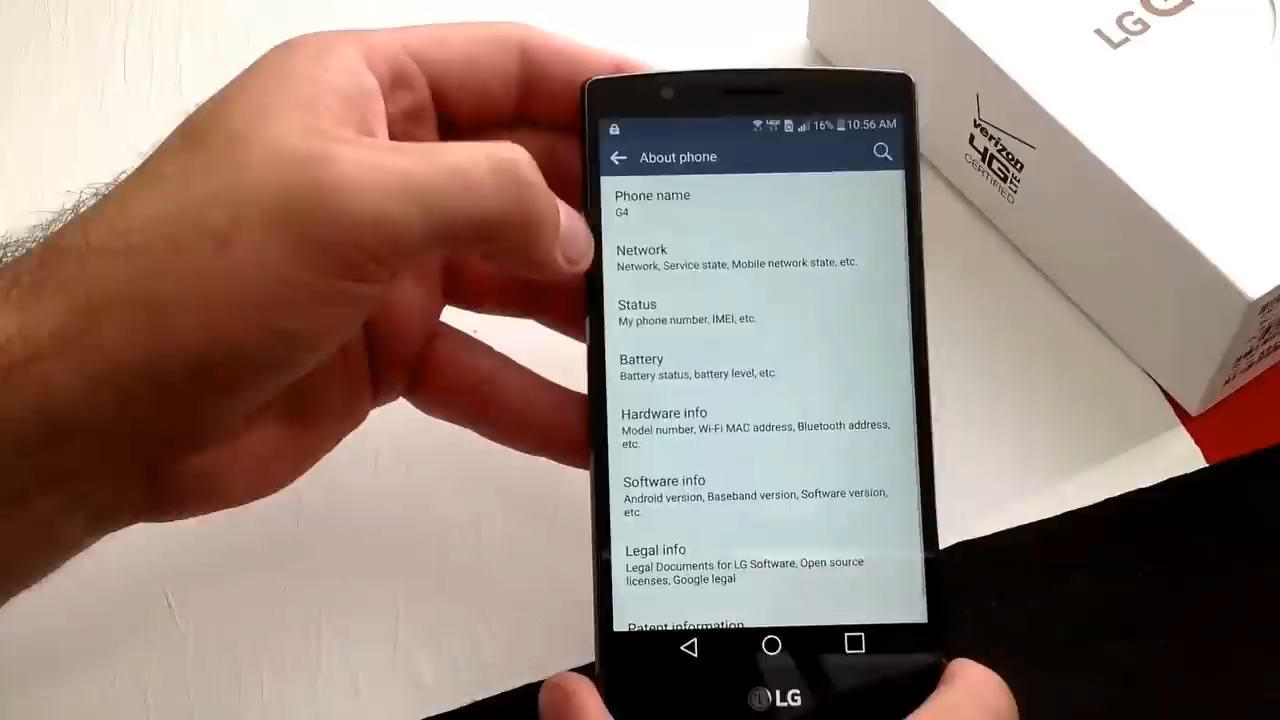 LG G
verizon
4G LTE
CERTIFIED
16% 10:56 AM
About phone
Phone name
G4
Network
Network, Service state, Mobile network state, etc.
Status
My phone number, IMEI, etc.
Battery
Battery status, battery level, etc.
Hardware info
Model number, Wi-Fi MAC address, Bluetooth address,
etc.
Software info
Android version, Baseband version, Software version,
etc.
Legal info
Legal Documents for LG Software, Open source
licenses, Google legal
Patent information
LG